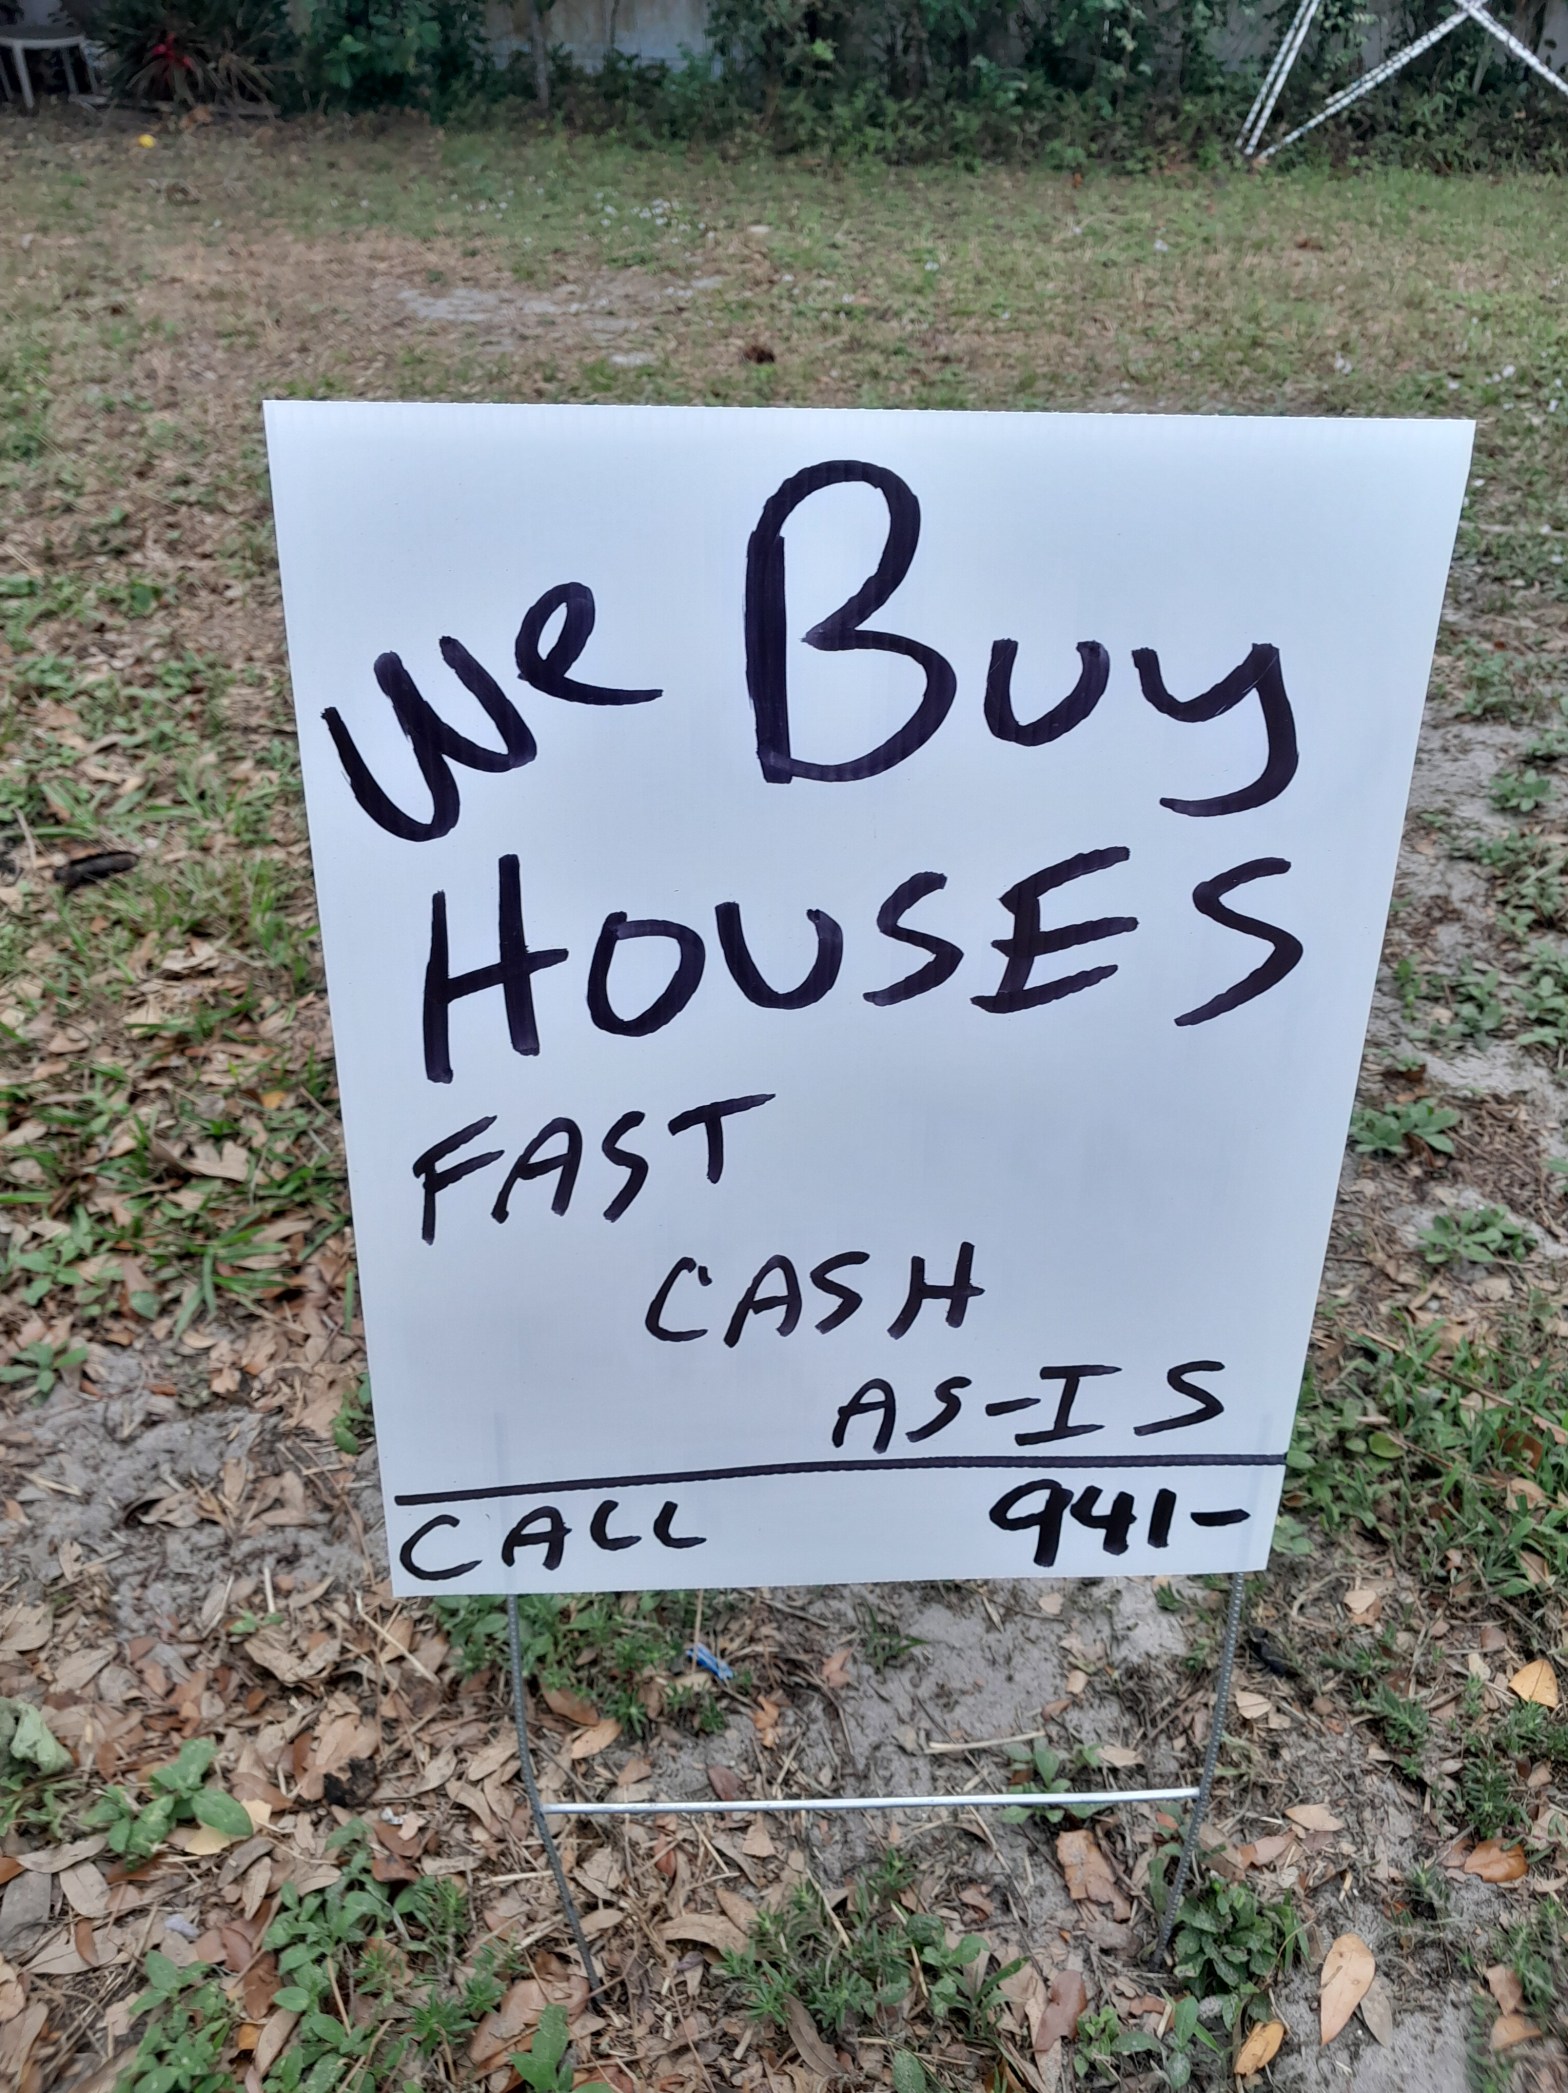 We Buy
HOUSES
FAST
CASH
AS-IS
CALL 941-